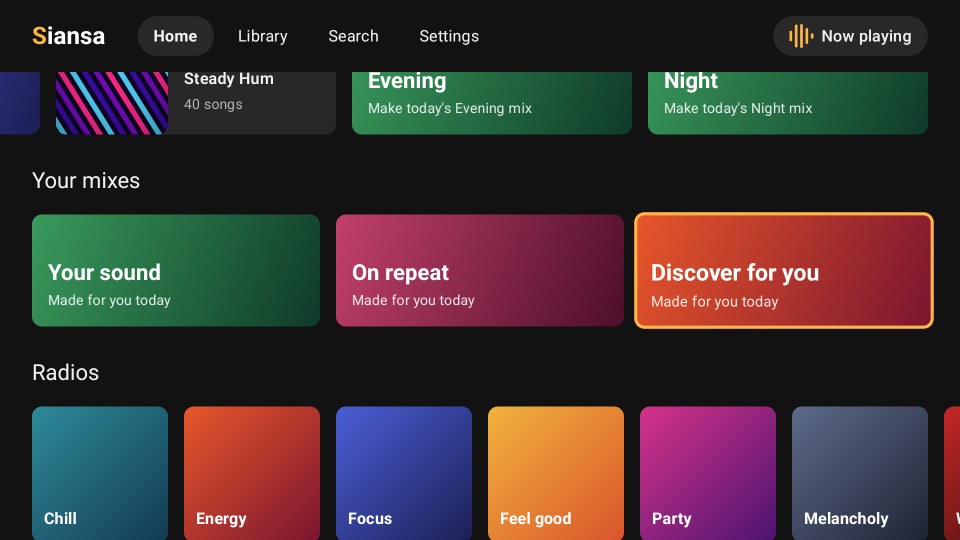 Siansa
Home
Library
Search
Settings
Now playing
Steady Hum
40 songs
Evening
Make today's Evening mix
Night
Make today's Night mix
Your mixes
Your sound
Made for you today
On repeat
Made for you today
Discover for you
Made for you today
Radios
Chill
Energy
Focus
Feel good
Party
Melancholy